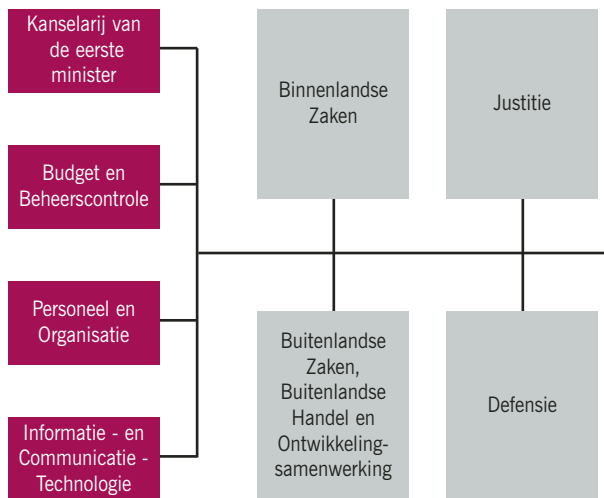 Kanselarij van
de eerste
minister
Budget en
Beheerscontrole
Personeel en
Organisatie
Informatie - en
Communicatie -
Technologie
Binnenlandse
Zaken
Justitie
Buitenlandse
Zaken,
Buitenlandse
Handel en
Ontwikkeling-
samenwerking
Defensie